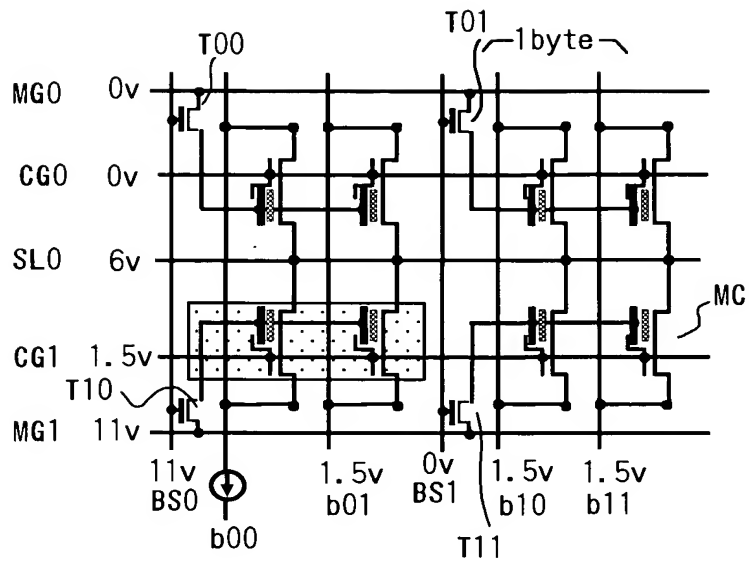 T00
T01
1byte
MG0 0v
CG0 0v
SL0 6v
MC
CG1 1.5v
T10
MG1 11v
11v
BS0
b00
1.5v
b01
0v
BS1
1.5v
b10
1.5v
b11
T11